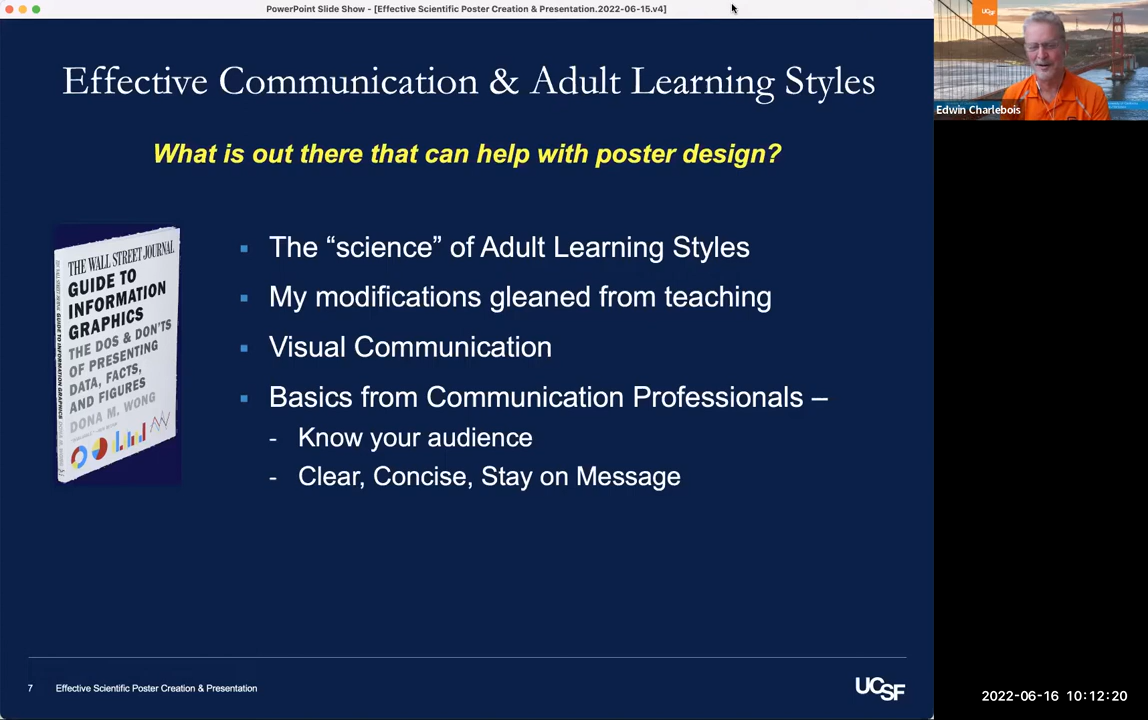 PowerPoint Slide Show - [Effective Scientific Poster Creation & Presentation.2022-06-15.v4]
UCSF
Edwin Charlebois
Effective Communication & Adult Learning Styles
What is out there that can help with poster design?
THE WALL STREET JOURNAL
GUIDE TO
INFORMATION
GRAPHICS
THE DOS & DON'TS
OF PRESENTING
DATA, FACTS,
AND FIGURES
DONA M. WONG
▪ The “science” of Adult Learning Styles
▪ My modifications gleaned from teaching
▪ Visual Communication
▪ Basics from Communication Professionals –
- Know your audience
- Clear, Concise, Stay on Message
7 Effective Scientific Poster Creation & Presentation
UCSF
2022-06-16 10:12:20